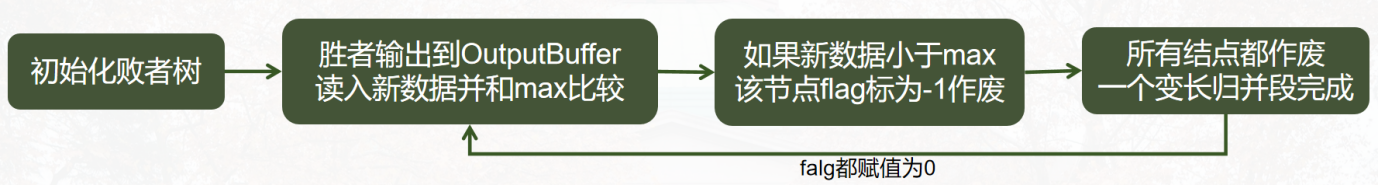 初始化败者树
胜者输出到OutputBuffer
读入新数据并和max比较
如果新数据小于max
该节点flag标为-1作废
所有结点都作废
一个变长归并段完成
falg都赋值为0